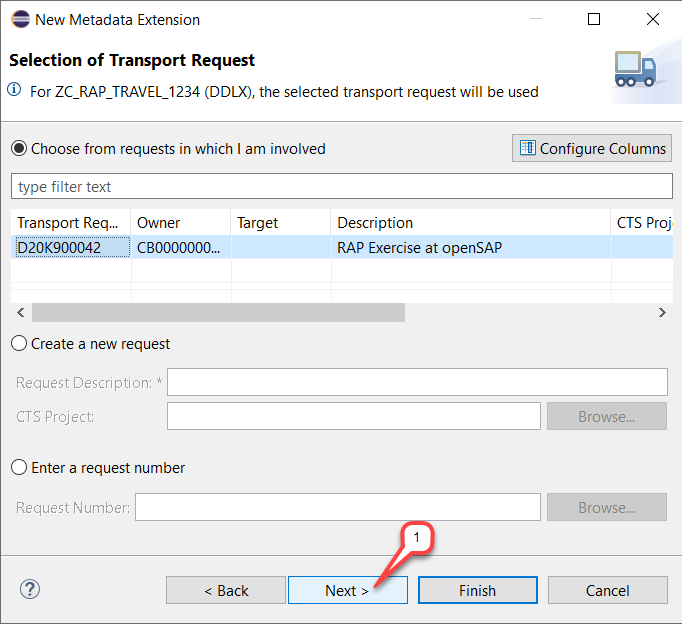 New Metadata Extension
Selection of Transport Request
For ZC_RAP_TRAVEL_1234 (DDLX), the selected transport request will be used
Choose from requests in which I am involved
Configure Columns
type filter text
Transport Req... Owner Target Description CTS Proj
D20K900042 CB0000000... RAP Exercise at openSAP
Create a new request
Request Description: *
CTS Project:
Browse...
Enter a request number
Request Number:
Browse...
1
? < Back Next > Finish Cancel